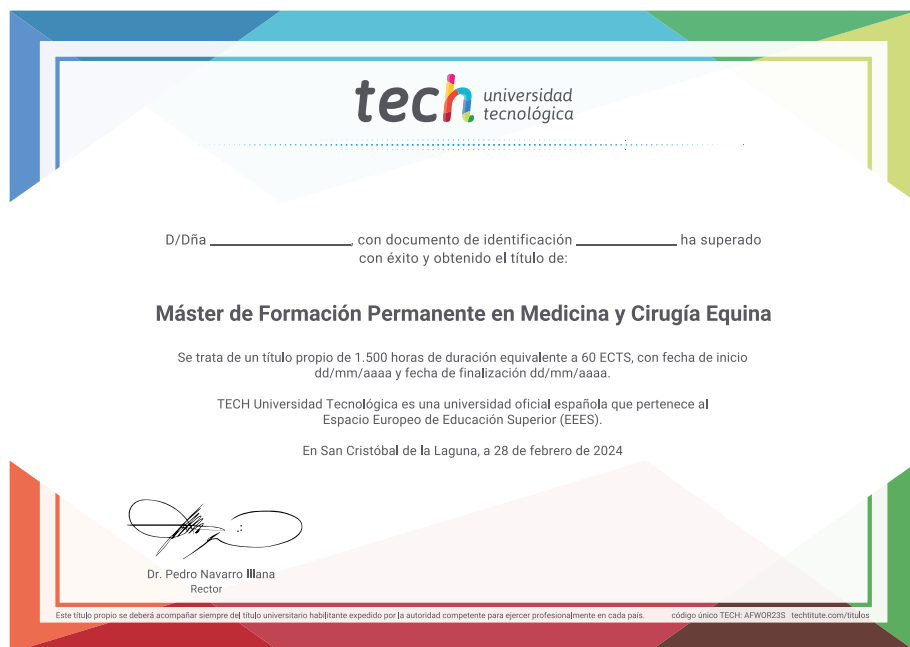 tech universidad
tecnológica
D/Dña ____________________, con documento de identificación ______________ ha superado
con éxito y obtenido el título de:
Máster de Formación Permanente en Medicina y Cirugía Equina
Se trata de un título propio de 1.500 horas de duración equivalente a 60 ECTS, con fecha de inicio
dd/mm/aaaa y fecha de finalización dd/mm/aaaa.
TECH Universidad Tecnológica es una universidad oficial española que pertenece al
Espacio Europeo de Educación Superior (EEES).
En San Cristóbal de la Laguna, a 28 de febrero de 2024
Dr. Pedro Navarro Illana
Rector
Este título propio se deberá acompañar siempre del título universitario habilitante expedido por la autoridad competente para ejercer profesionalmente en cada país. código único TECH: AFWOR23S techtitute.com/titulos